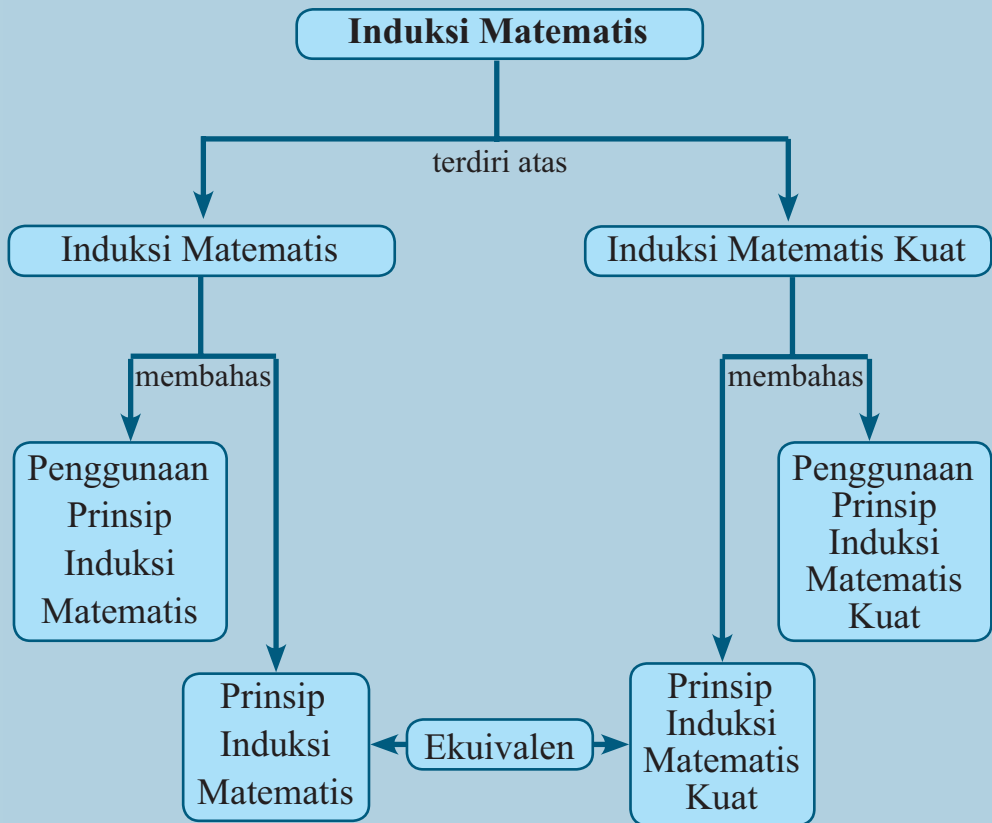 Induksi Matematis
terdiri atas
Induksi Matematis
Induksi Matematis Kuat
membahas
membahas
Penggunaan
Prinsip
Induksi
Matematis
Penggunaan
Prinsip
Induksi
Matematis
Kuat
Prinsip
Induksi
Matematis
Ekuivalen
Prinsip
Induksi
Matematis
Kuat